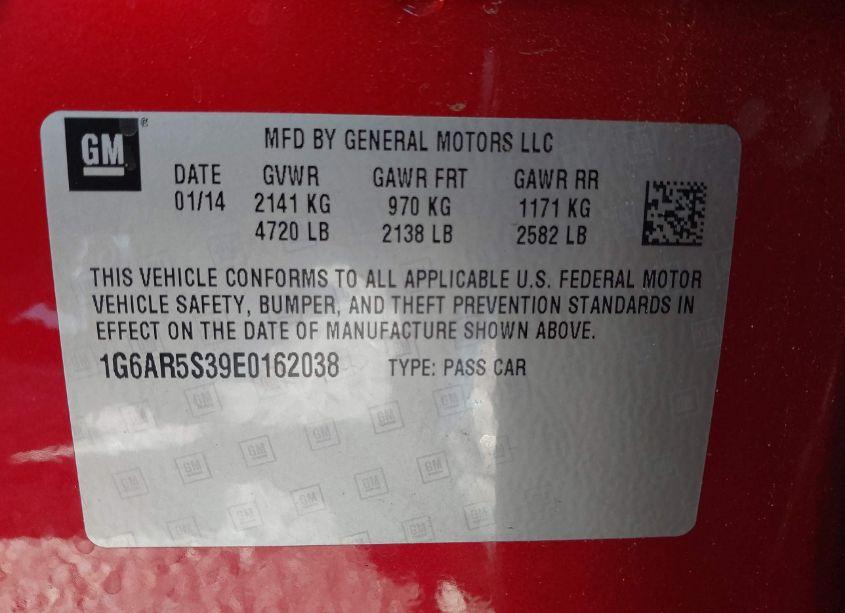 GM
MFD BY GENERAL MOTORS LLC
DATE GVWR GAWR FRT GAWR RR
01/14 2141 KG 970 KG 1171 KG
4720 LB 2138 LB 2582 LB
THIS VEHICLE CONFORMS TO ALL APPLICABLE U.S. FEDERAL MOTOR
VEHICLE SAFETY, BUMPER, AND THEFT PREVENTION STANDARDS IN
EFFECT ON THE DATE OF MANUFACTURE SHOWN ABOVE.
1G6AR5S39E0162038 TYPE: PASS CAR